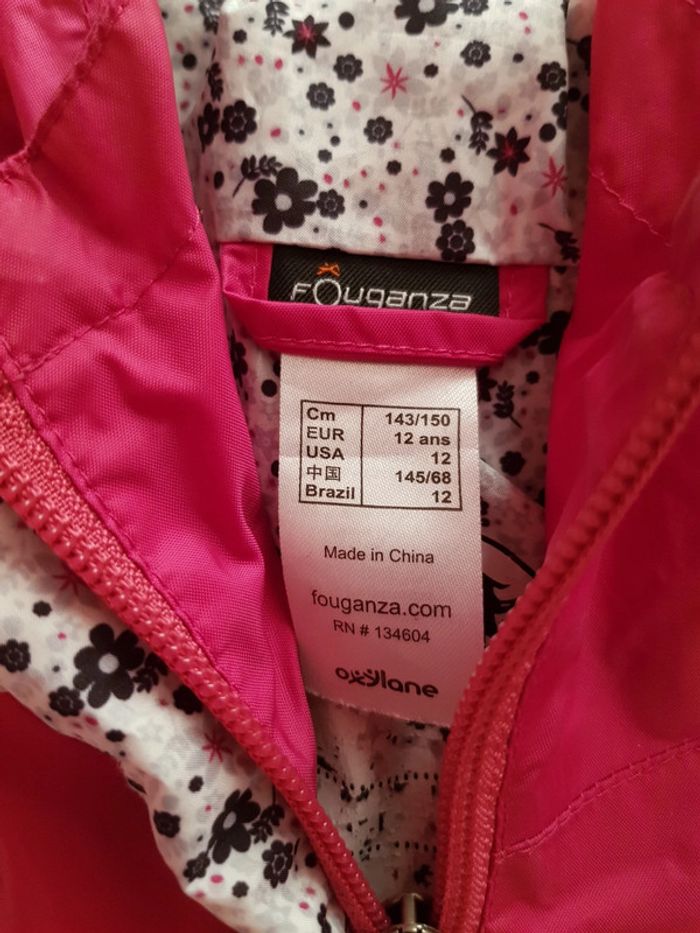 fOuganza
Cm 143/150
EUR 12 ans
USA 12
中国 145/68
Brazil 12
Made in China
fouganza.com
RN # 134604
oxylane